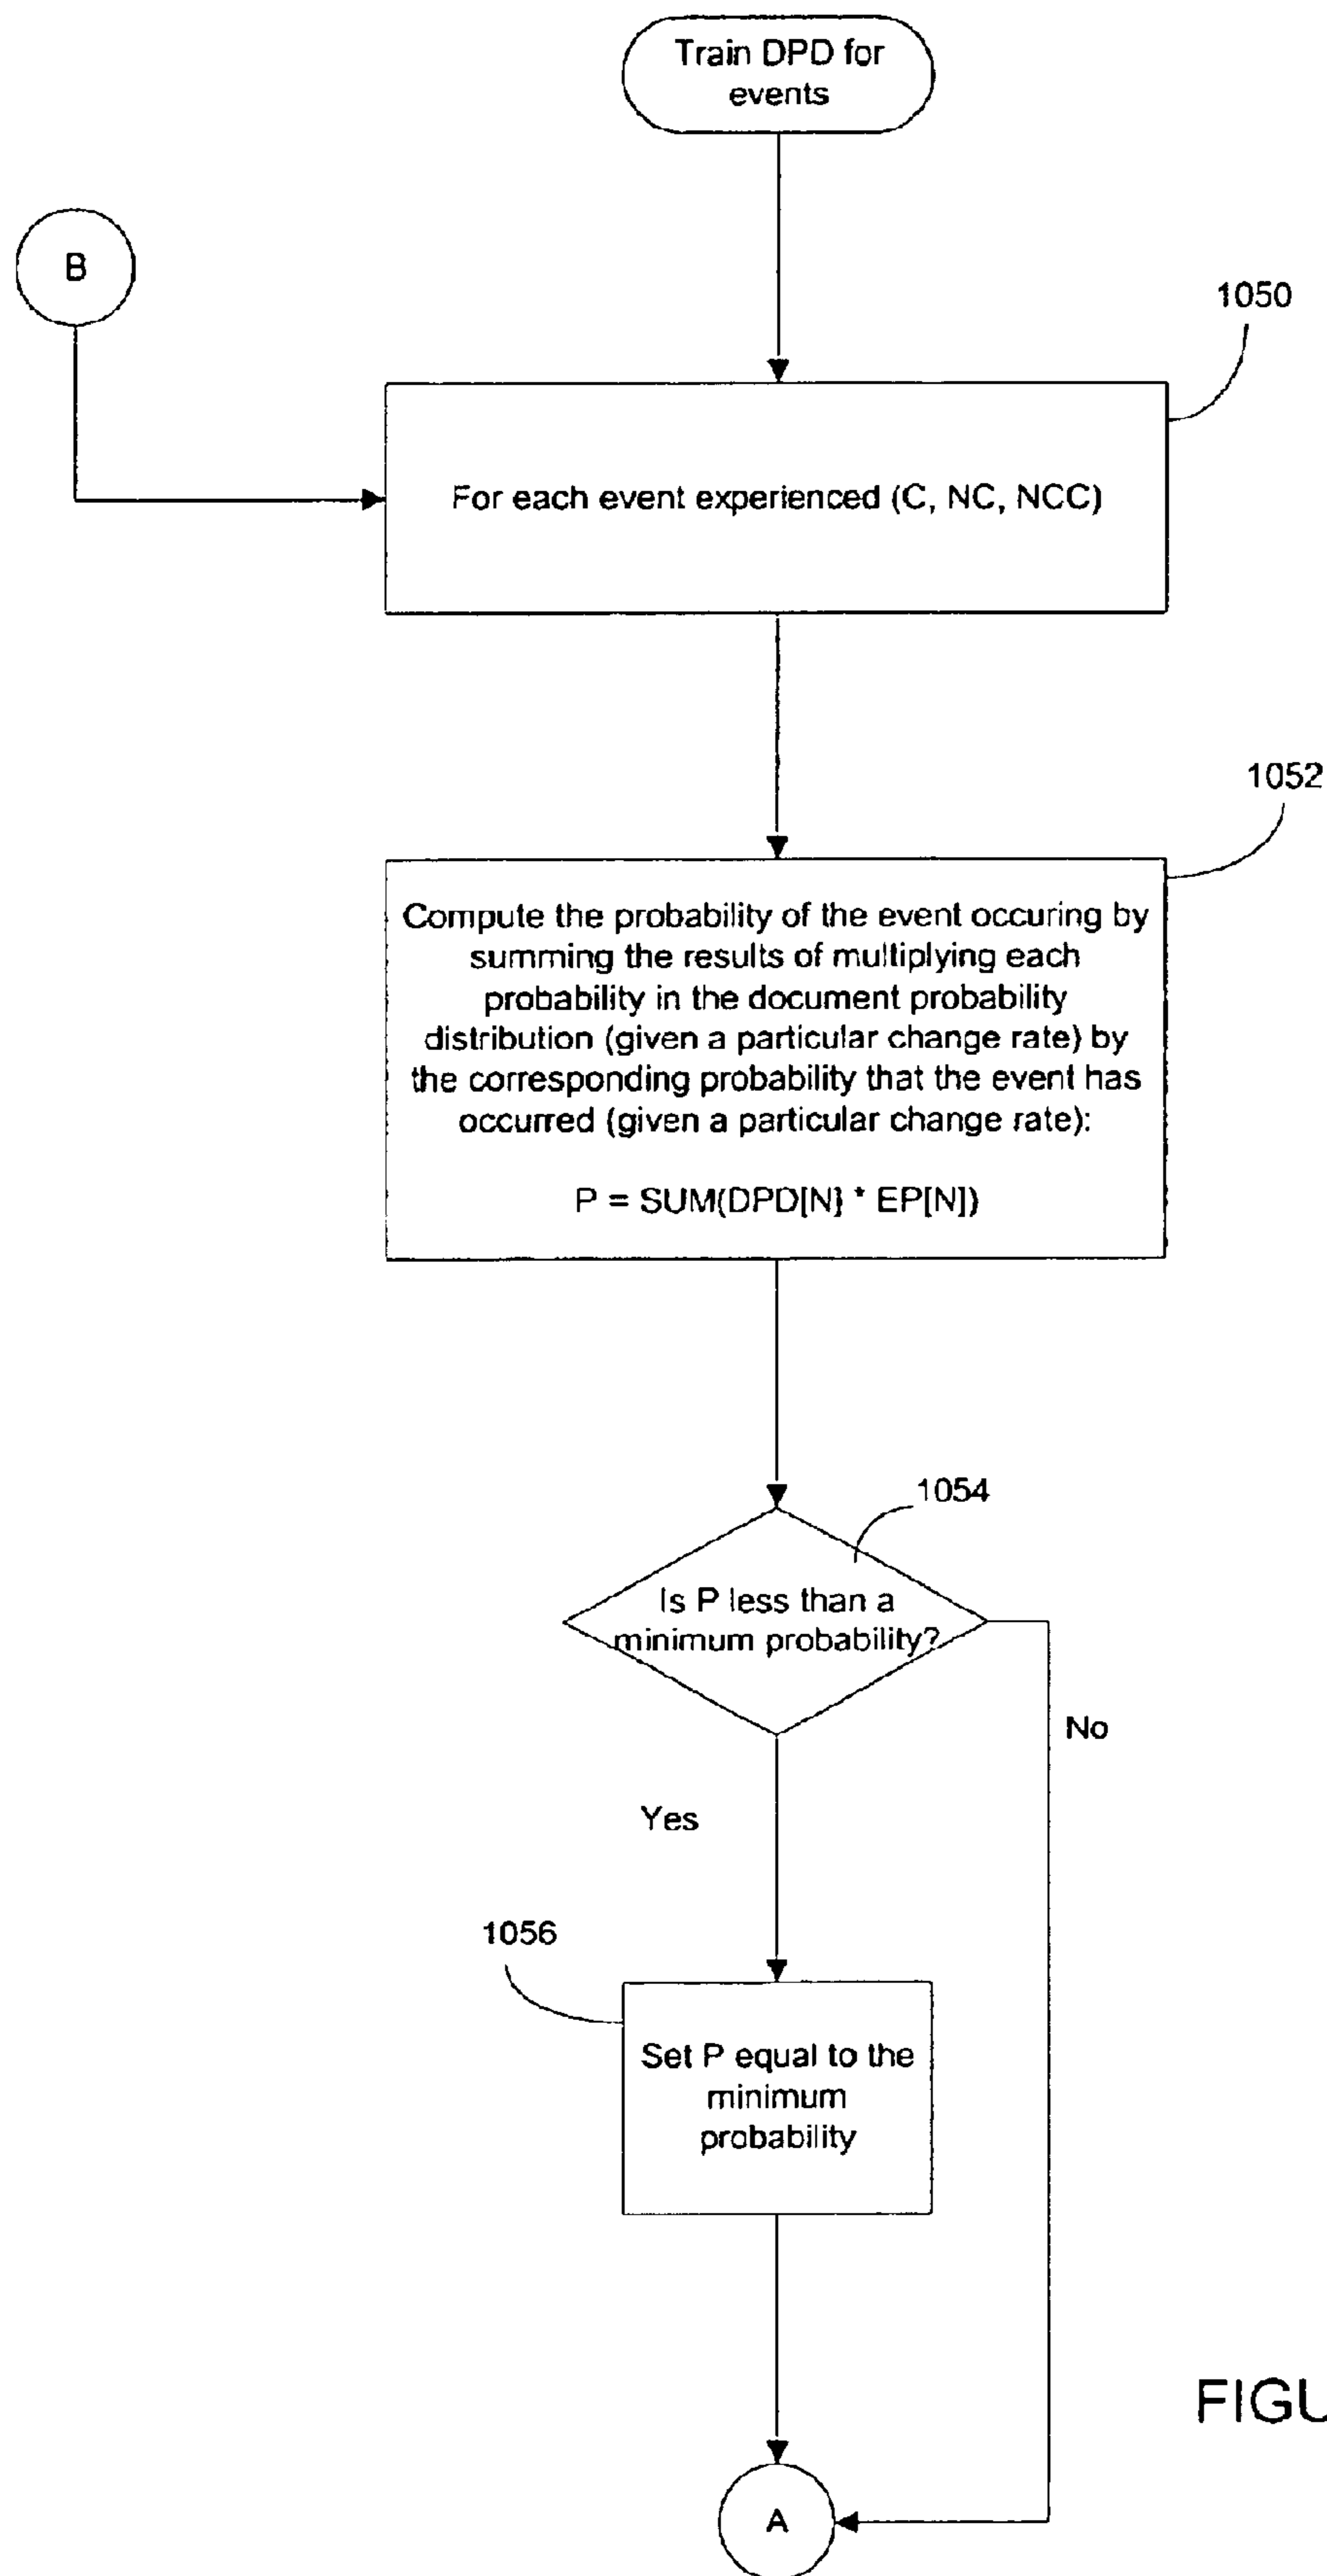 Train DPD for
events
B
1050
For each event experienced (C, NC, NCC)
1052
Compute the probability of the event occuring by
summing the results of multiplying each
probability in the document probability
distribution (given a particular change rate) by
the corresponding probability that the event has
occurred (given a particular change rate):
P = SUM(DPD[N] * EP[N])
1054
Is P less than a
minimum probability?
No
Yes
1056
Set P equal to the
minimum
probability
FIGU
A